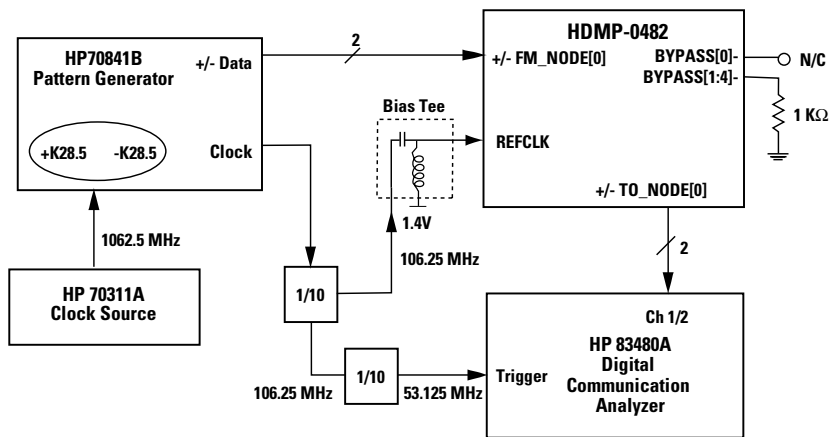 HP70841B
Pattern Generator
+/- Data
+K28.5
-K28.5
Clock
1062.5 MHz
HP 70311A
Clock Source
2
Bias Tee
1.4V
106.25 MHz
1/10
106.25 MHz
1/10
53.125 MHz
HDMP-0482
+/- FM_NODE[0]
BYPASS[0]-
BYPASS[1:4]-
N/C
1 KΩ
REFCLK
+/- TO_NODE[0]
2
Ch 1/2
HP 83480A
Digital
Communication
Analyzer
Trigger